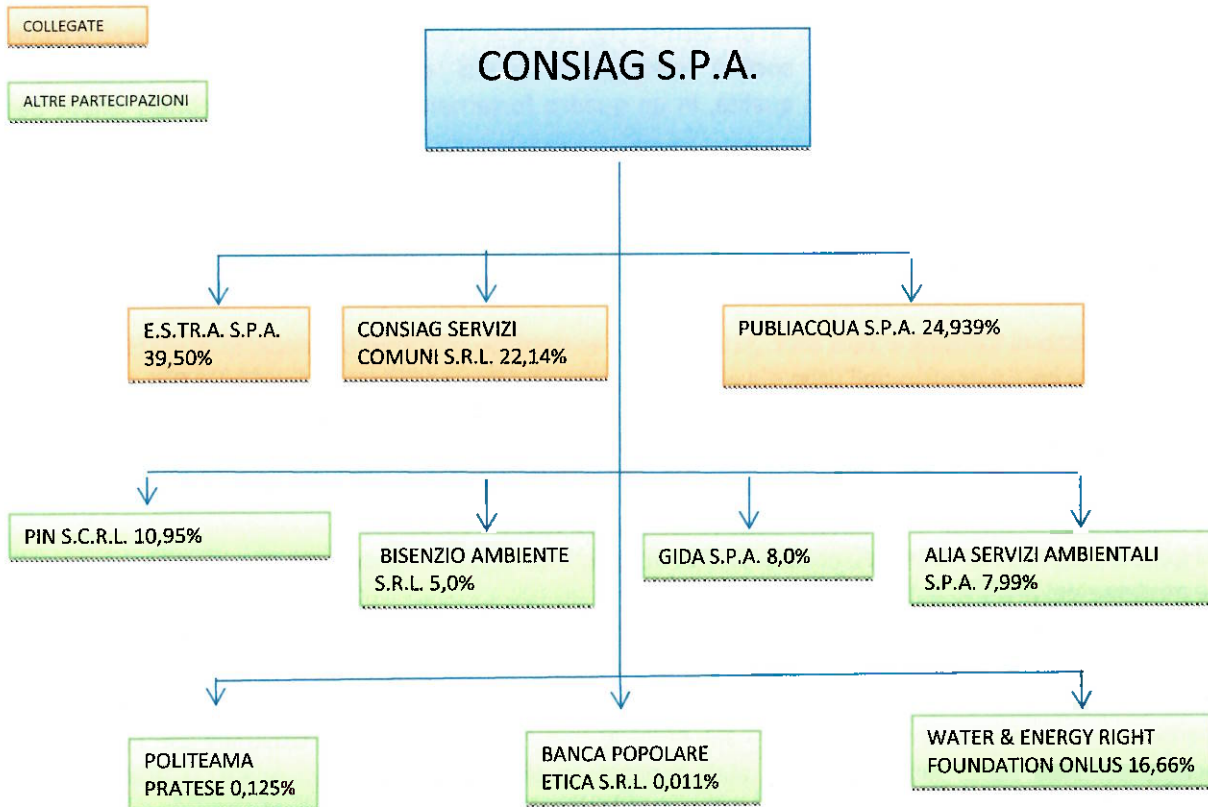 COLLEGATE
CONSIAG S.P.A.
ALTRE PARTECIPAZIONI
E.S.TR.A. S.P.A.
39,50%
CONSIAG SERVIZI
COMUNI S.R.L. 22,14%
PUBLIACQUA S.P.A. 24,939%
PIN S.C.R.L. 10,95%
BISENZIO AMBIENTE
S.R.L. 5,0%
GIDA S.P.A. 8,0%
ALIA SERVIZI AMBIENTALI
S.P.A. 7,99%
POLITEAMA
PRATESE 0,125%
BANCA POPOLARE
ETICA S.R.L. 0,011%
WATER & ENERGY RIGHT
FOUNDATION ONLUS 16,66%